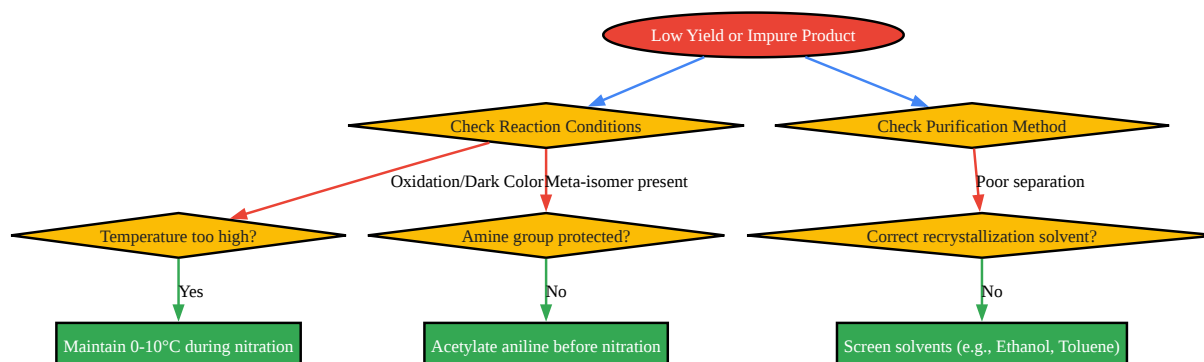 Low Yield or Impure Product
Check Reaction Conditions
Check Purification Method
Oxidation/Dark Color
Meta-isomer present
Poor separation
Temperature too high?
Amine group protected?
Correct recrystallization solvent?
Yes
No
No
Maintain 0-10°C during nitration
Acetylate aniline before nitration
Screen solvents (e.g., Ethanol, Toluene)